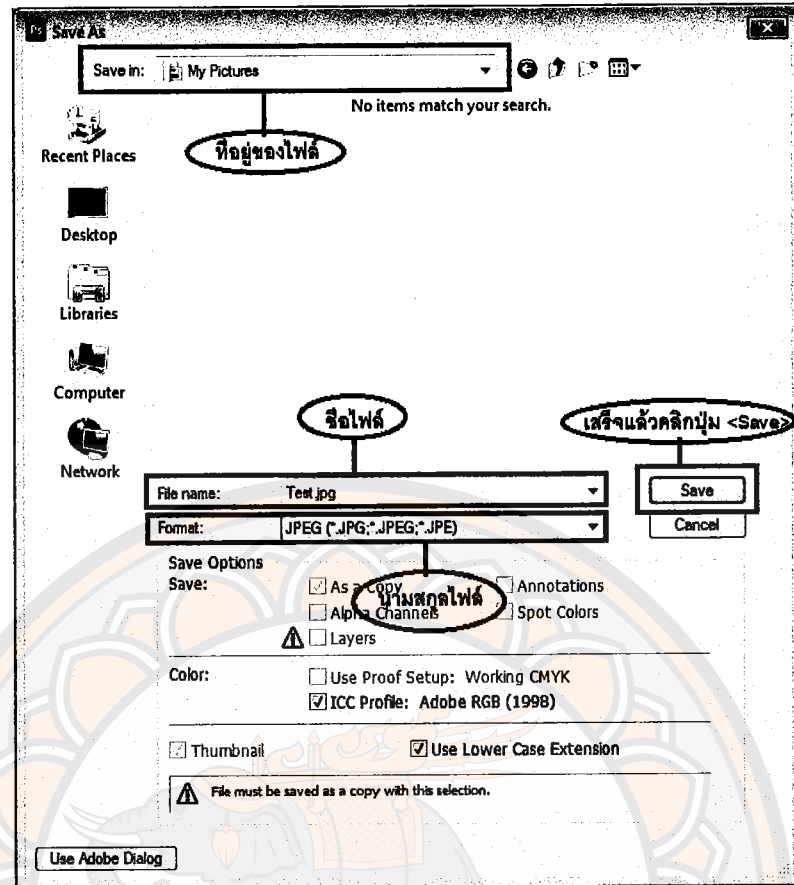 Ps Save As
Save in: My Pictures
No items match your search.
ที่อยู่ของไฟล์
Recent Places
Desktop
Libraries
Computer
Network
ชื่อไฟล์
เสร็จแล้วคลิกปุ่ม <Save>
File name: Test.jpg
Save
Format: JPEG (*.JPG;*.JPEG;*.JPE)
Cancel
นามสกุลไฟล์
Save Options
Save: As a Copy
Annotations
Alpha Channels
Spot Colors
Layers
Color: Use Proof Setup: Working CMYK
ICC Profile: Adobe RGB (1998)
Thumbnail
Use Lower Case Extension
File must be saved as a copy with this selection.
Use Adobe Dialog